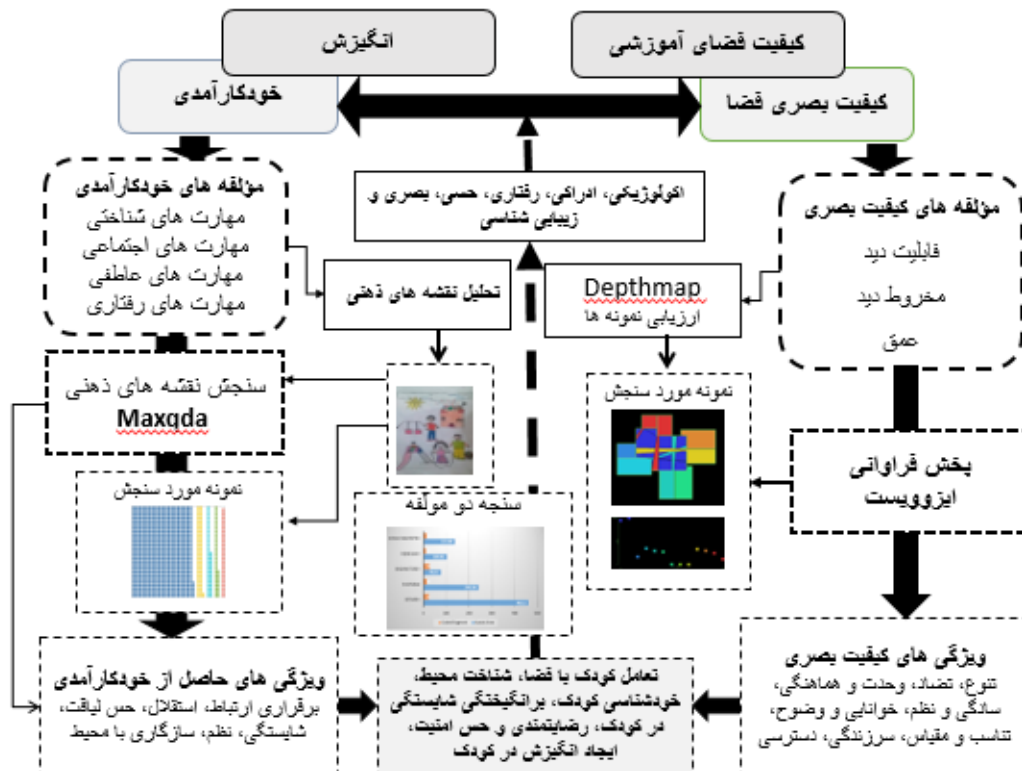 کیفیت فضای آموزشی
انگیزش
کیفیت بصری فضا
خودکارآمدی
مؤلفه های کیفیت بصری
قابلیت دید
مخروط دید
عمق
اکولوژیکی، ادراکی، رفتاری، حسی، بصری و
زیبایی شناسی
مؤلفه های خودکارآمدی
مهارت های شناختی
مهارت های اجتماعی
مهارت های عاطفی
مهارت های رفتاری
Depthmap
ارزیابی نمونه ها
تحلیل نقشه های ذهنی
سنجش نقشه های ذهنی
Maxqda
نمونه مورد سنجش
پخش فراوانی
ایزوویست
نمونه مورد سنجش
سنجه دو مولفه
ویژگی های کیفیت بصری
تنوع، تضاد، وحدت و هماهنگی،
سادگی و نظم، خوانایی و وضوح،
تناسب و مقیاس، سرزندگی، دسترسی
تعامل کودک با فضا، شناخت محیط،
خودشناسی کودک، برانگیختگی شایستگی
در کودک، رضایتمندی و حس امنیت،
ایجاد انگیزش در کودک
ویژگی های حاصل از خودکارآمدی
برقراری ارتباط، استقلال، حس لیاقت،
شایستگی، نظم، سازگاری با محیط